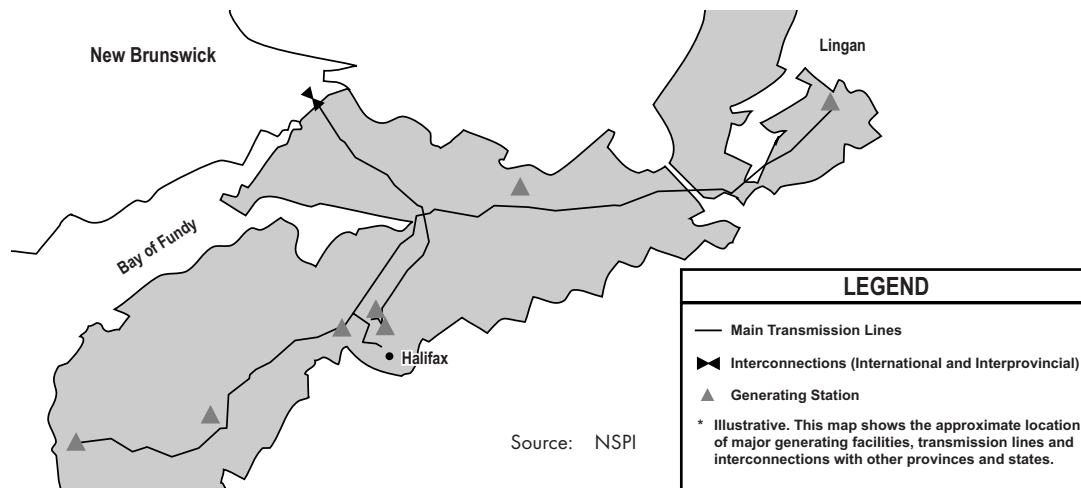 New Brunswick
Lingan
Bay of Fundy
Halifax
Source: NSPI
LEGEND
Main Transmission Lines
Interconnections (International and Interprovincial)
Generating Station
* Illustrative. This map shows the approximate location
of major generating facilities, transmission lines and
interconnections with other provinces and states.